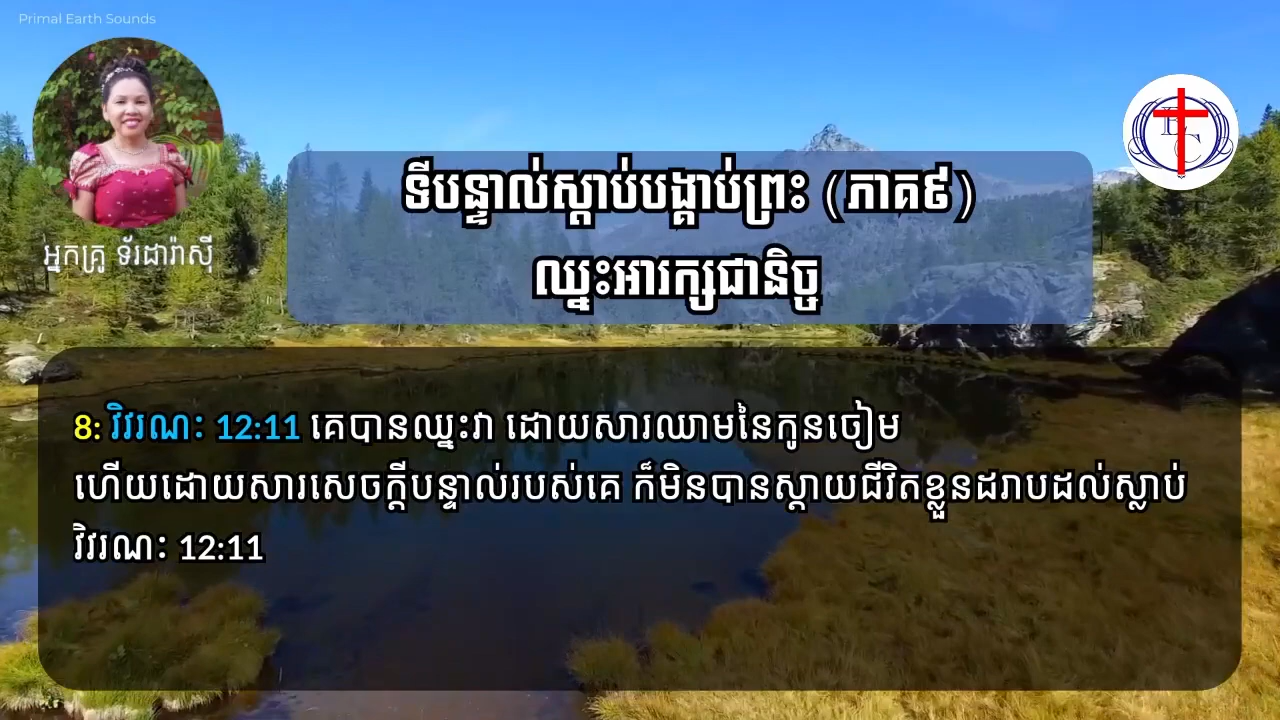 Primal Earth Sounds
អ្នកគ្រូ ទ័រដារ៉ាស៊ី
ទីបន្ទាល់ស្តាប់បង្គាប់ព្រះ (ភាគ៩)
ឈ្នះអារក្សជានិច្ច
8: វិវរណៈ 12:11 គេបានឈ្នះវា ដោយសារឈាមនៃកូនចៀម
ហើយដោយសារសេចក្តីបន្ទាល់របស់គេ ក៏មិនបានស្តាយជីវិតខ្លួនដរាបដល់ស្លាប់
វិវរណៈ 12:11